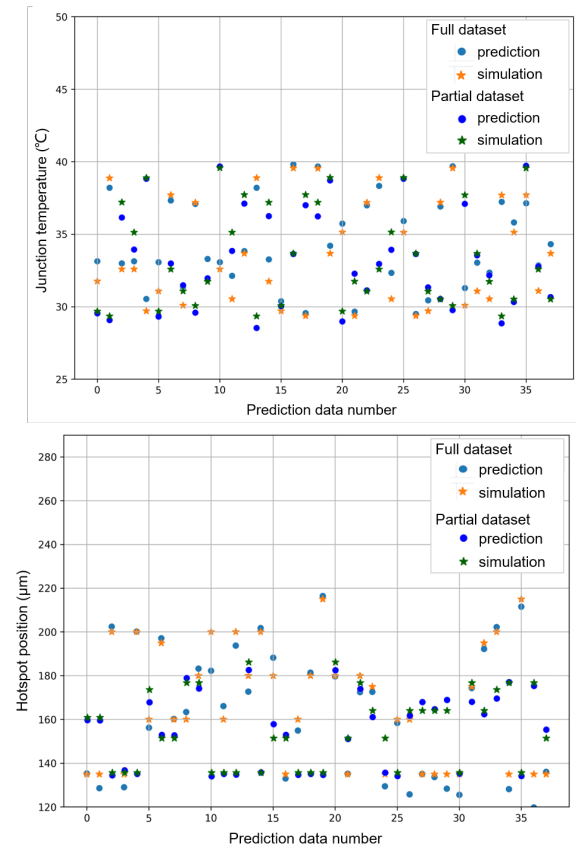 50
45
40
35
30
25
Junction temperature (℃)
Full dataset
prediction
simulation
Partial dataset
prediction
simulation
0 5 10 15 20 25 30 35
Prediction data number
280
260
240
220
200
180
160
140
120
Hotspot position (μm)
Full dataset
prediction
simulation
Partial dataset
prediction
simulation
0 5 10 15 20 25 30 35
Prediction data number